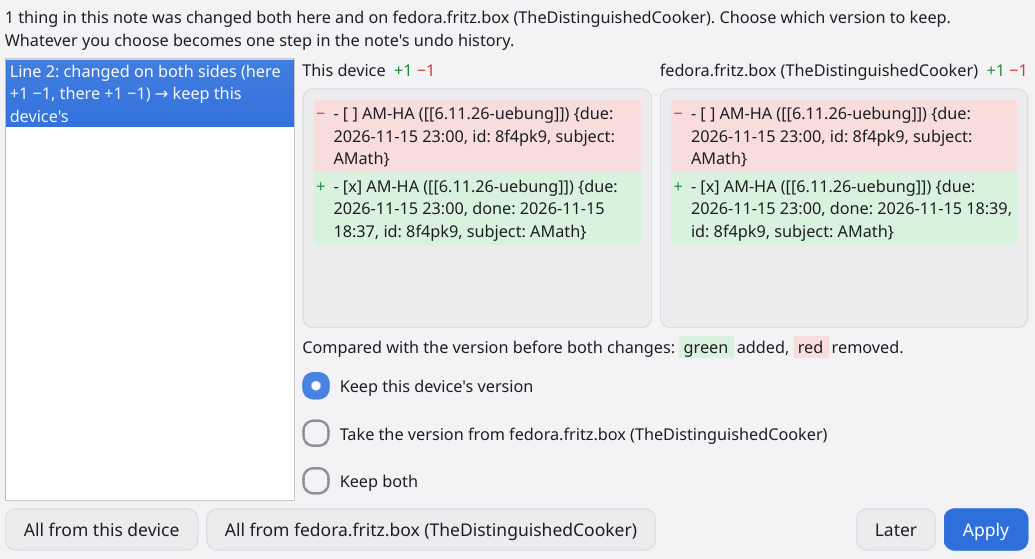 1 thing in this note was changed both here and on fedora.fritz.box (TheDistinguishedCooker). Choose which version to keep.
Whatever you choose becomes one step in the note's undo history.
Line 2: changed on both sides (here
+1 −1, there +1 −1) → keep this
device's
This device +1 −1
− - [ ] AM-HA ([[6.11.26-uebung]]) {due:
2026-11-15 23:00, id: 8f4pk9, subject:
AMath}
+ - [x] AM-HA ([[6.11.26-uebung]]) {due:
2026-11-15 23:00, done: 2026-11-15
18:37, id: 8f4pk9, subject: AMath}
fedora.fritz.box (TheDistinguishedCooker) +1 −1
− - [ ] AM-HA ([[6.11.26-uebung]]) {due:
2026-11-15 23:00, id: 8f4pk9, subject:
AMath}
+ - [x] AM-HA ([[6.11.26-uebung]]) {due:
2026-11-15 23:00, done: 2026-11-15 18:39,
id: 8f4pk9, subject: AMath}
Compared with the version before both changes: green added, red removed.
Keep this device's version
Take the version from fedora.fritz.box (TheDistinguishedCooker)
Keep both
All from this device
All from fedora.fritz.box (TheDistinguishedCooker)
Later
Apply